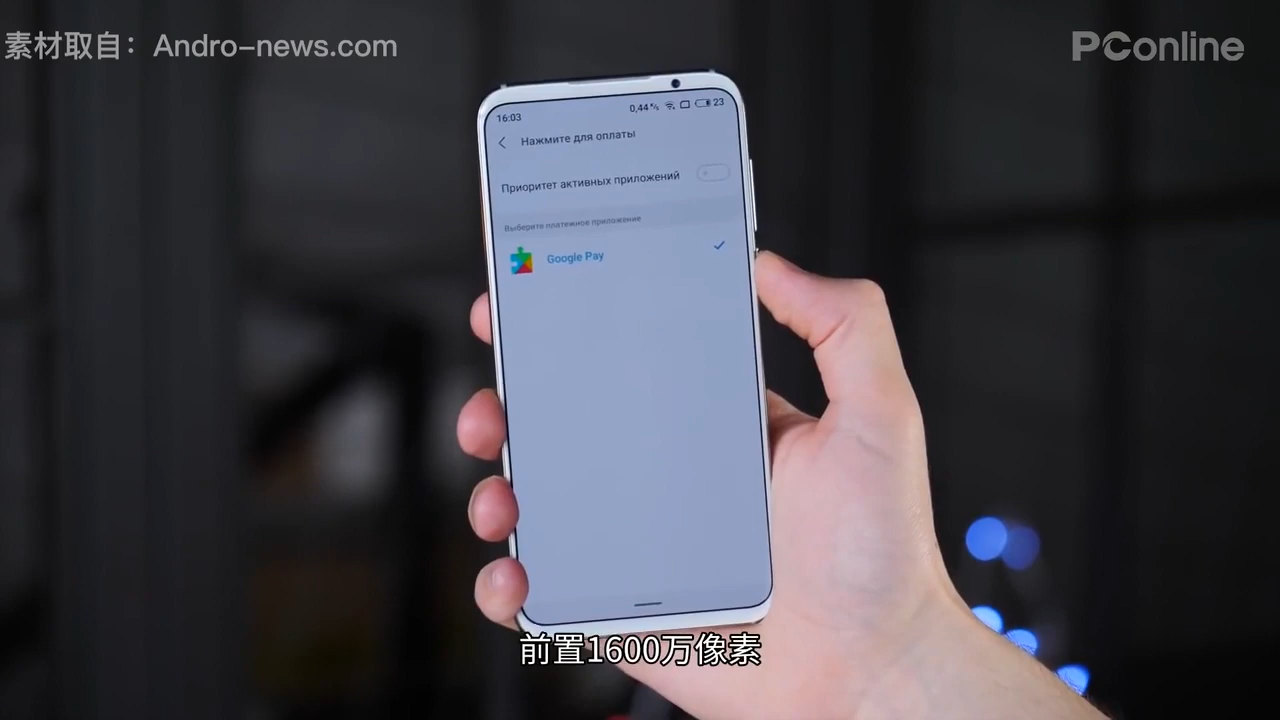 素材取自：Andro-news.com
PConline
16:03
0,44 23
Нажмите для оплаты
Приоритет активных приложений
Выберите платежное приложение
Google Pay
前置1600万像素